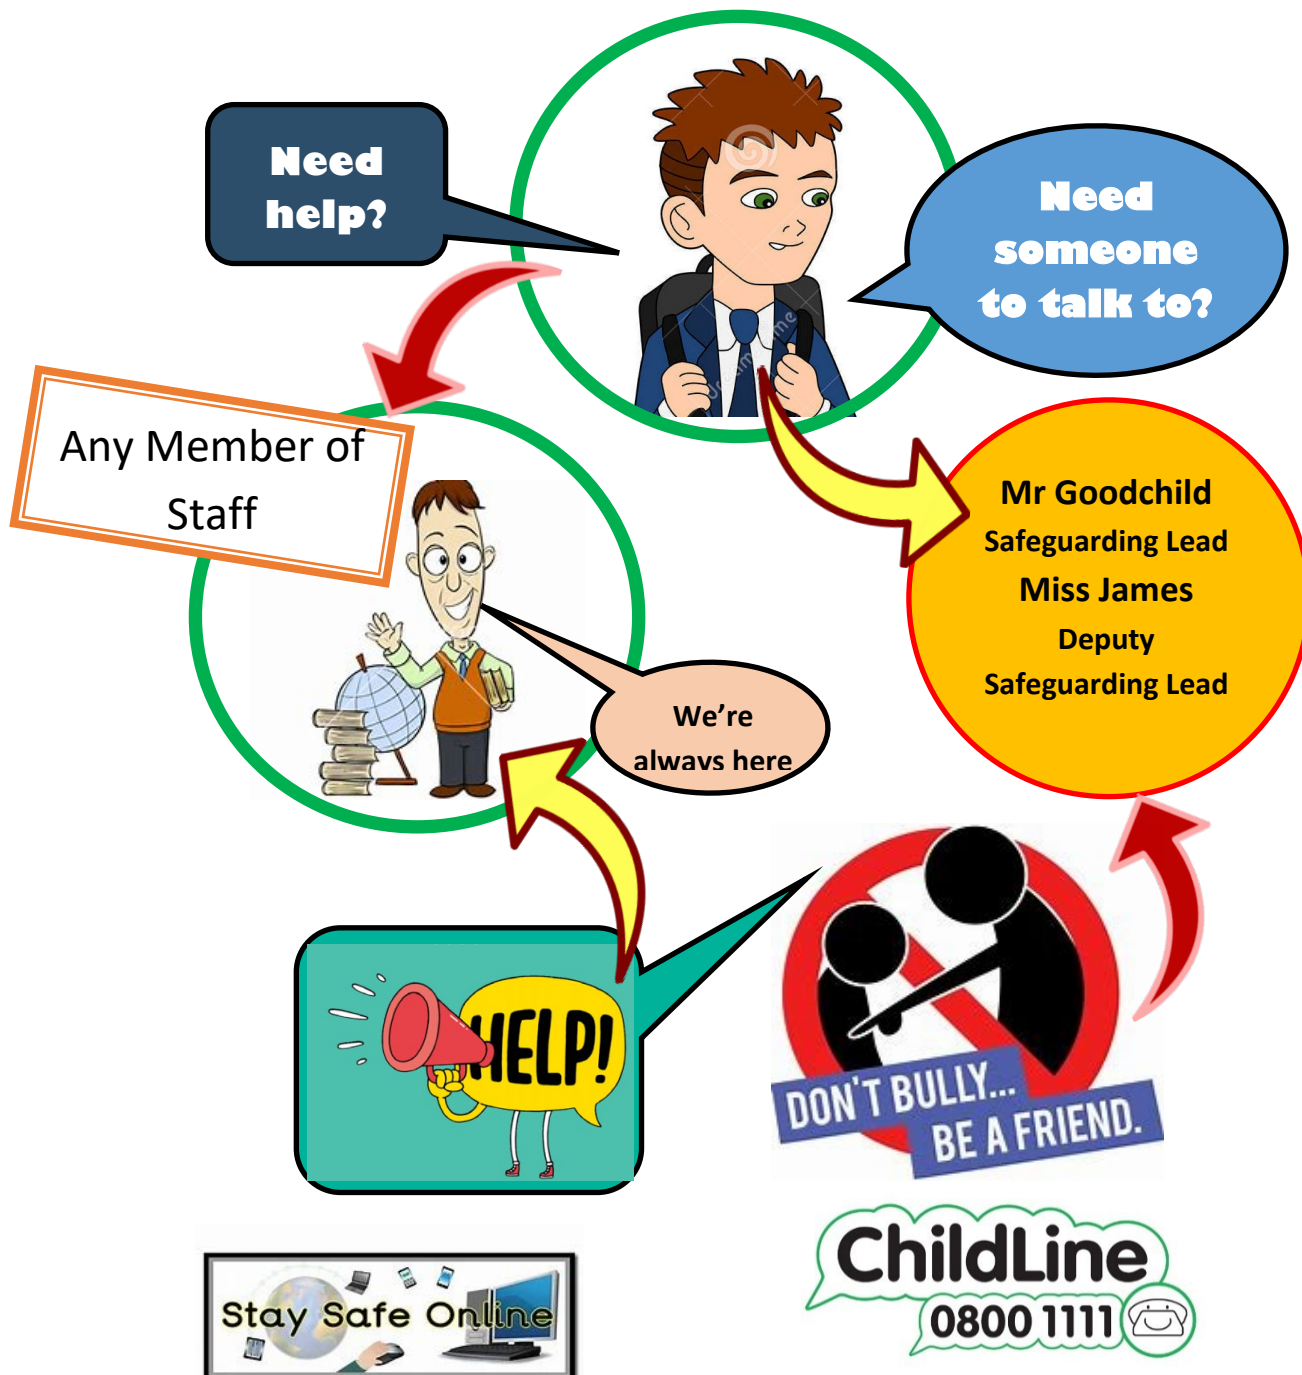 Need
help?
Need
someone
to talk to?
Any Member of
Staff
Mr Goodchild
Safeguarding Lead
Miss James
Deputy
Safeguarding Lead
We're
always here
HELP!
DON'T BULLY...
BE A FRIEND.
Stay Safe Online
ChildLine
0800 1111